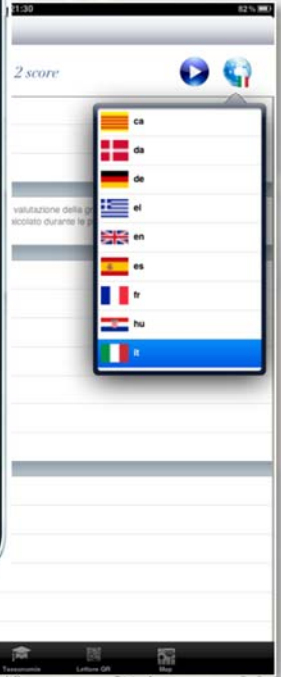 21:30 82%
2 score
ca
da
de
el
en
es
fr
hu
it
valutazione della
calcolato durante le
Tassonomie Lettore QR Map